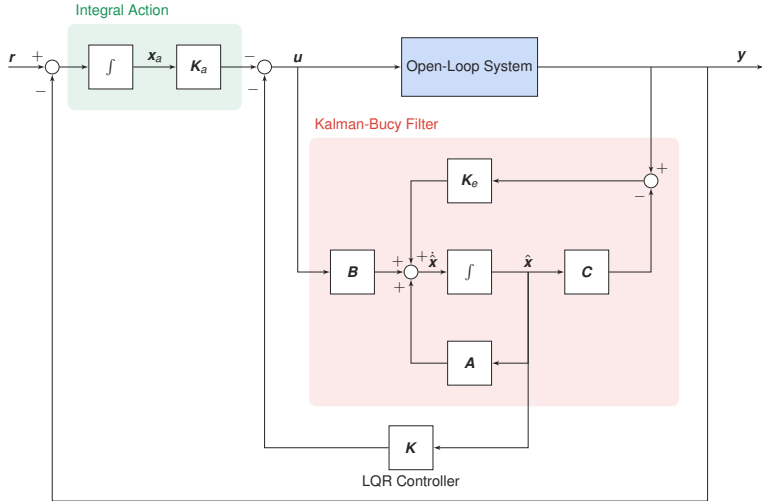 Integral Action
r
+
−
∫
x_a
K_a
−
−
u
Open-Loop System
y
Kalman-Bucy Filter
K_e
+
−
B
+
+
+
ẋ̂
∫
x̂
C
A
K
LQR Controller